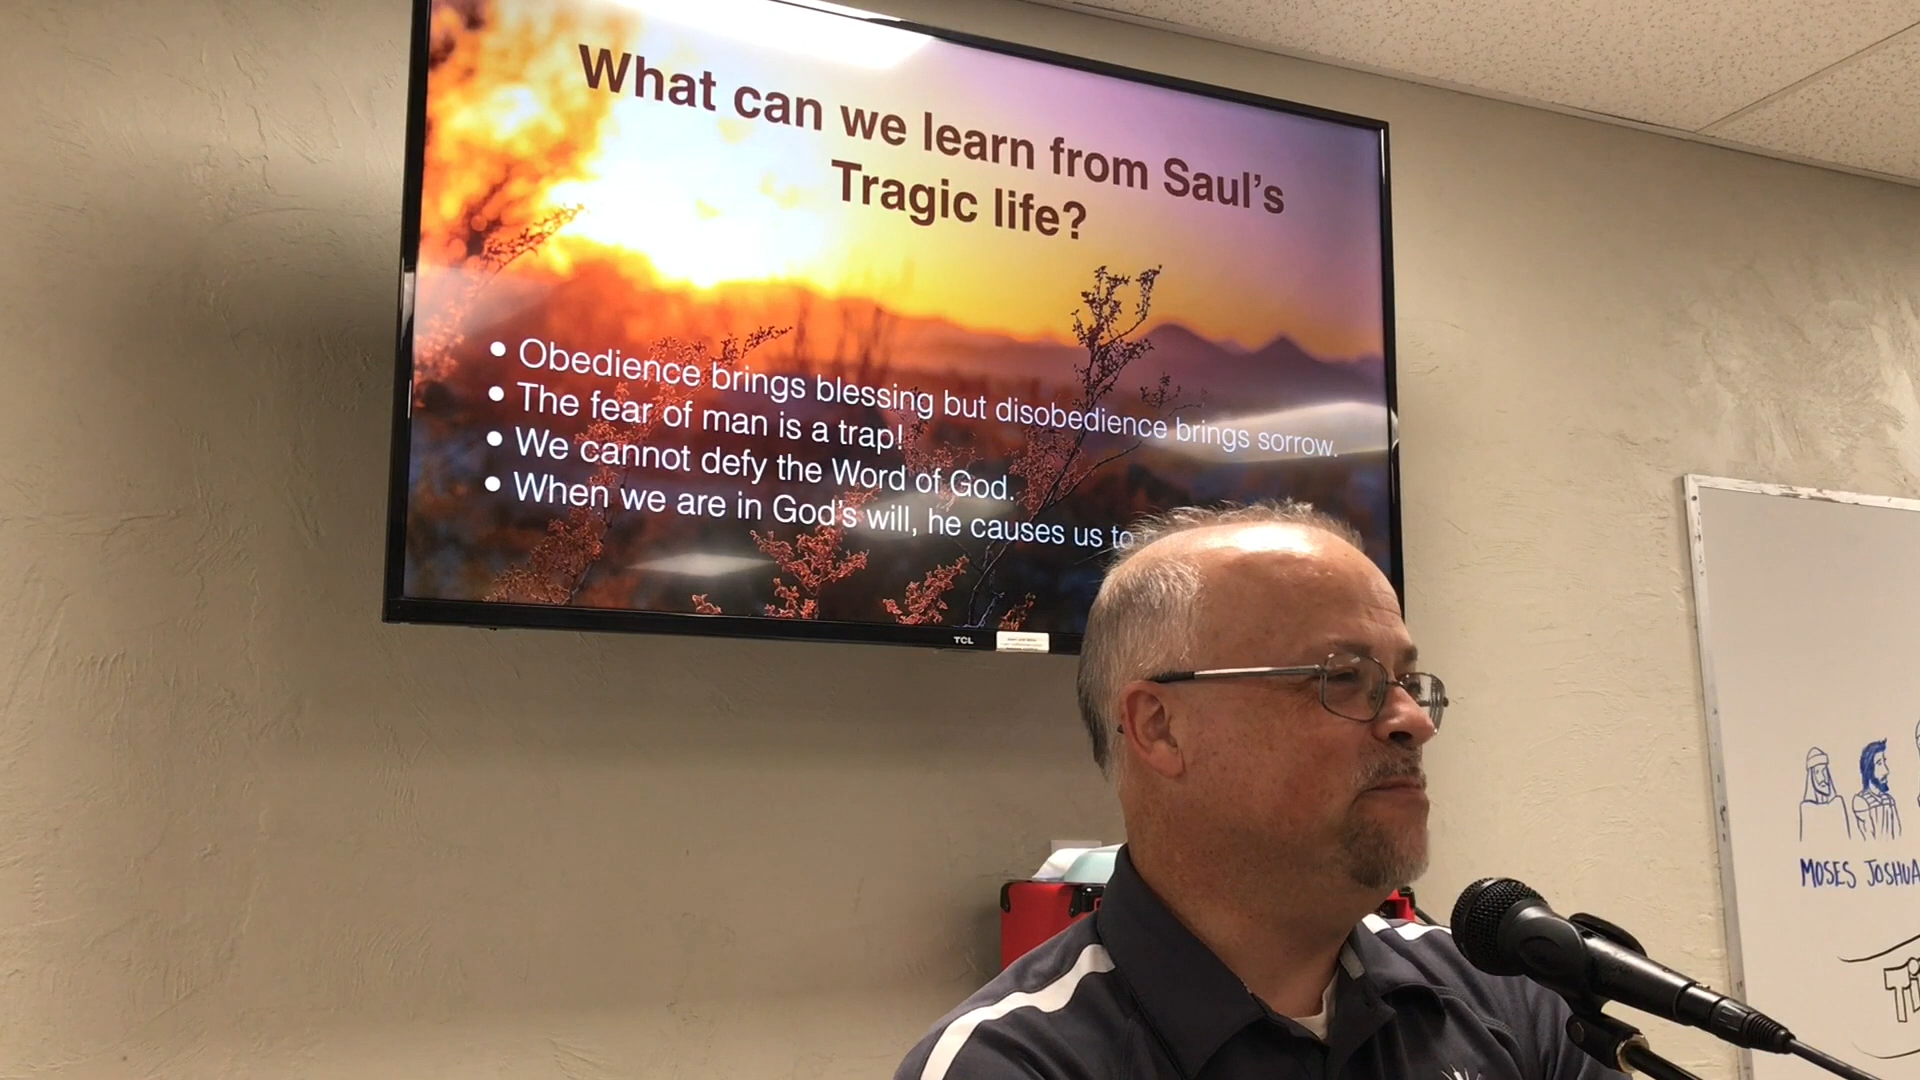 What can we learn from Saul's
Tragic life?
• Obedience brings blessing but disobedience brings sorrow.
• The fear of man is a trap!
• We cannot defy the Word of God.
• When we are in God's will, he causes us to
TCL
MOSES JOSHUA